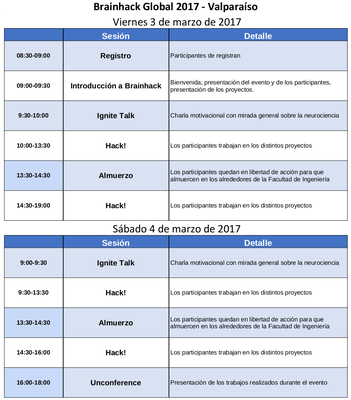 Brainhack Global 2017 - Valparaíso
Viernes 3 de marzo de 2017
Sesión Detalle
08:30-09:00 Registro Participantes de registran
09:00-09:30 Introducción a Brainhack Bienvenida, presentación del evento y de los participantes,
presentación de los proyectos.
9:30-10:00 Ignite Talk Charla motivacional con mirada general sobre la neurociencia
10:00-13:30 Hack! Los participantes trabajan en los distintos proyectos
13:30-14:30 Almuerzo Los participantes quedan en libertad de acción para que
almuercen en los alrededores de la Facultad de Ingeniería
14:30-19:00 Hack! Los participantes trabajan en los distintos proyectos
Sábado 4 de marzo de 2017
Sesión Detalle
9:00-9:30 Ignite Talk Charla motivacional con mirada general sobre la neurociencia
9:30-13:30 Hack! Los participantes trabajan en los distintos proyectos
13:30-14:30 Almuerzo Los participantes quedan en libertad de acción para que
almuercen en los alrededores de la Facultad de Ingeniería
14:30-16:00 Hack! Los participantes trabajan en los distintos proyectos
16:00-18:00 Unconference Presentación de los trabajos realizados durante el evento